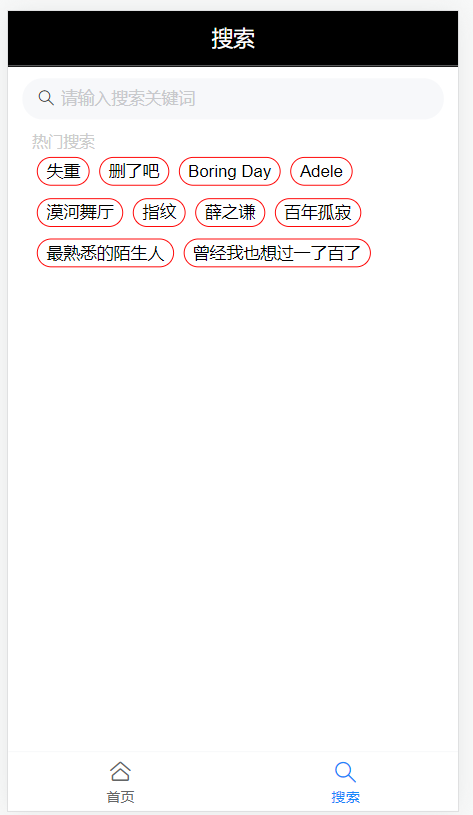 搜索
请输入搜索关键词
热门搜索
失重 删了吧 Boring Day Adele
漠河舞厅 指纹 薛之谦 百年孤寂
最熟悉的陌生人 曾经我也想过一了百了
首页 搜索